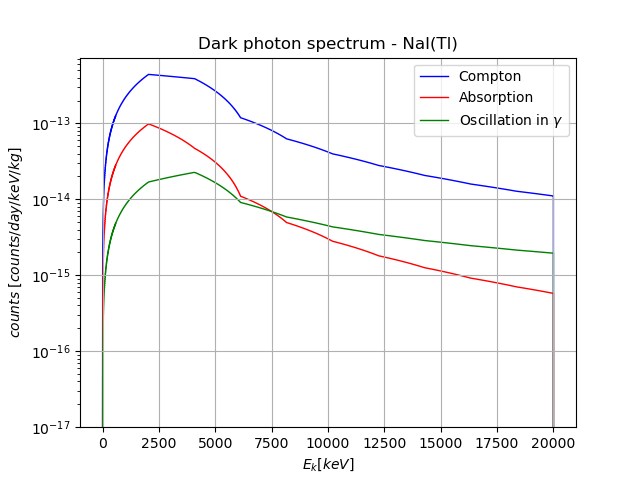 Dark photon spectrum - NaI(Tl)
Compton
Absorption
Oscillation in γ
counts [counts/day/keV/kg]
10⁻¹³
10⁻¹⁴
10⁻¹⁵
10⁻¹⁶
10⁻¹⁷
0 2500 5000 7500 10000 12500 15000 17500 20000
E_k[keV]